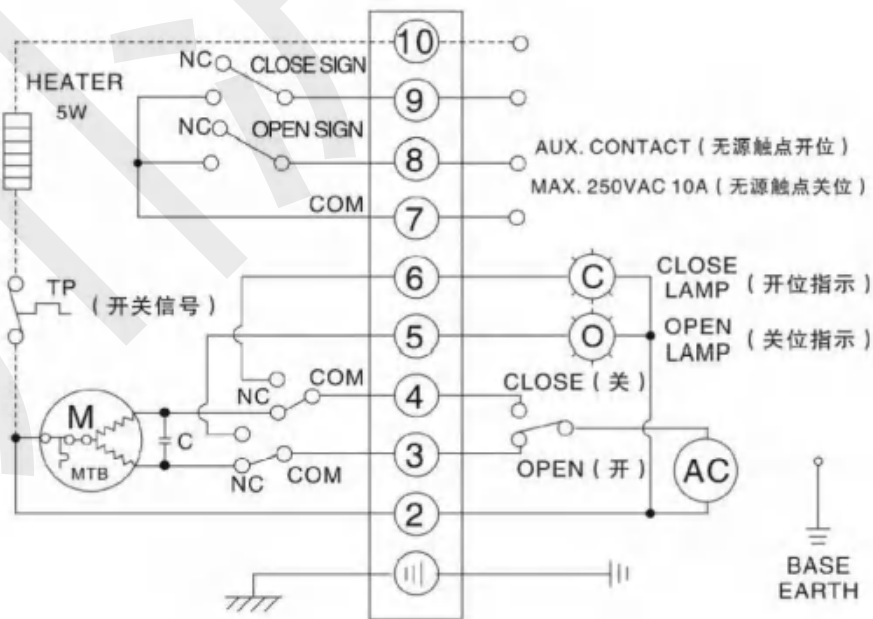 10
NC CLOSE SIGN
HEATER
5W
9
NC OPEN SIGN
8
AUX. CONTACT（无源触点开位）
MAX. 250VAC 10A（无源触点关位）
COM
7
6
C
CLOSE
LAMP
（开位指示）
TP
（开关信号）
5
O
OPEN
LAMP
（关位指示）
COM
NC
4
CLOSE（关）
M
MTB
C
NC
COM
3
OPEN（开）
AC
2
BASE
EARTH